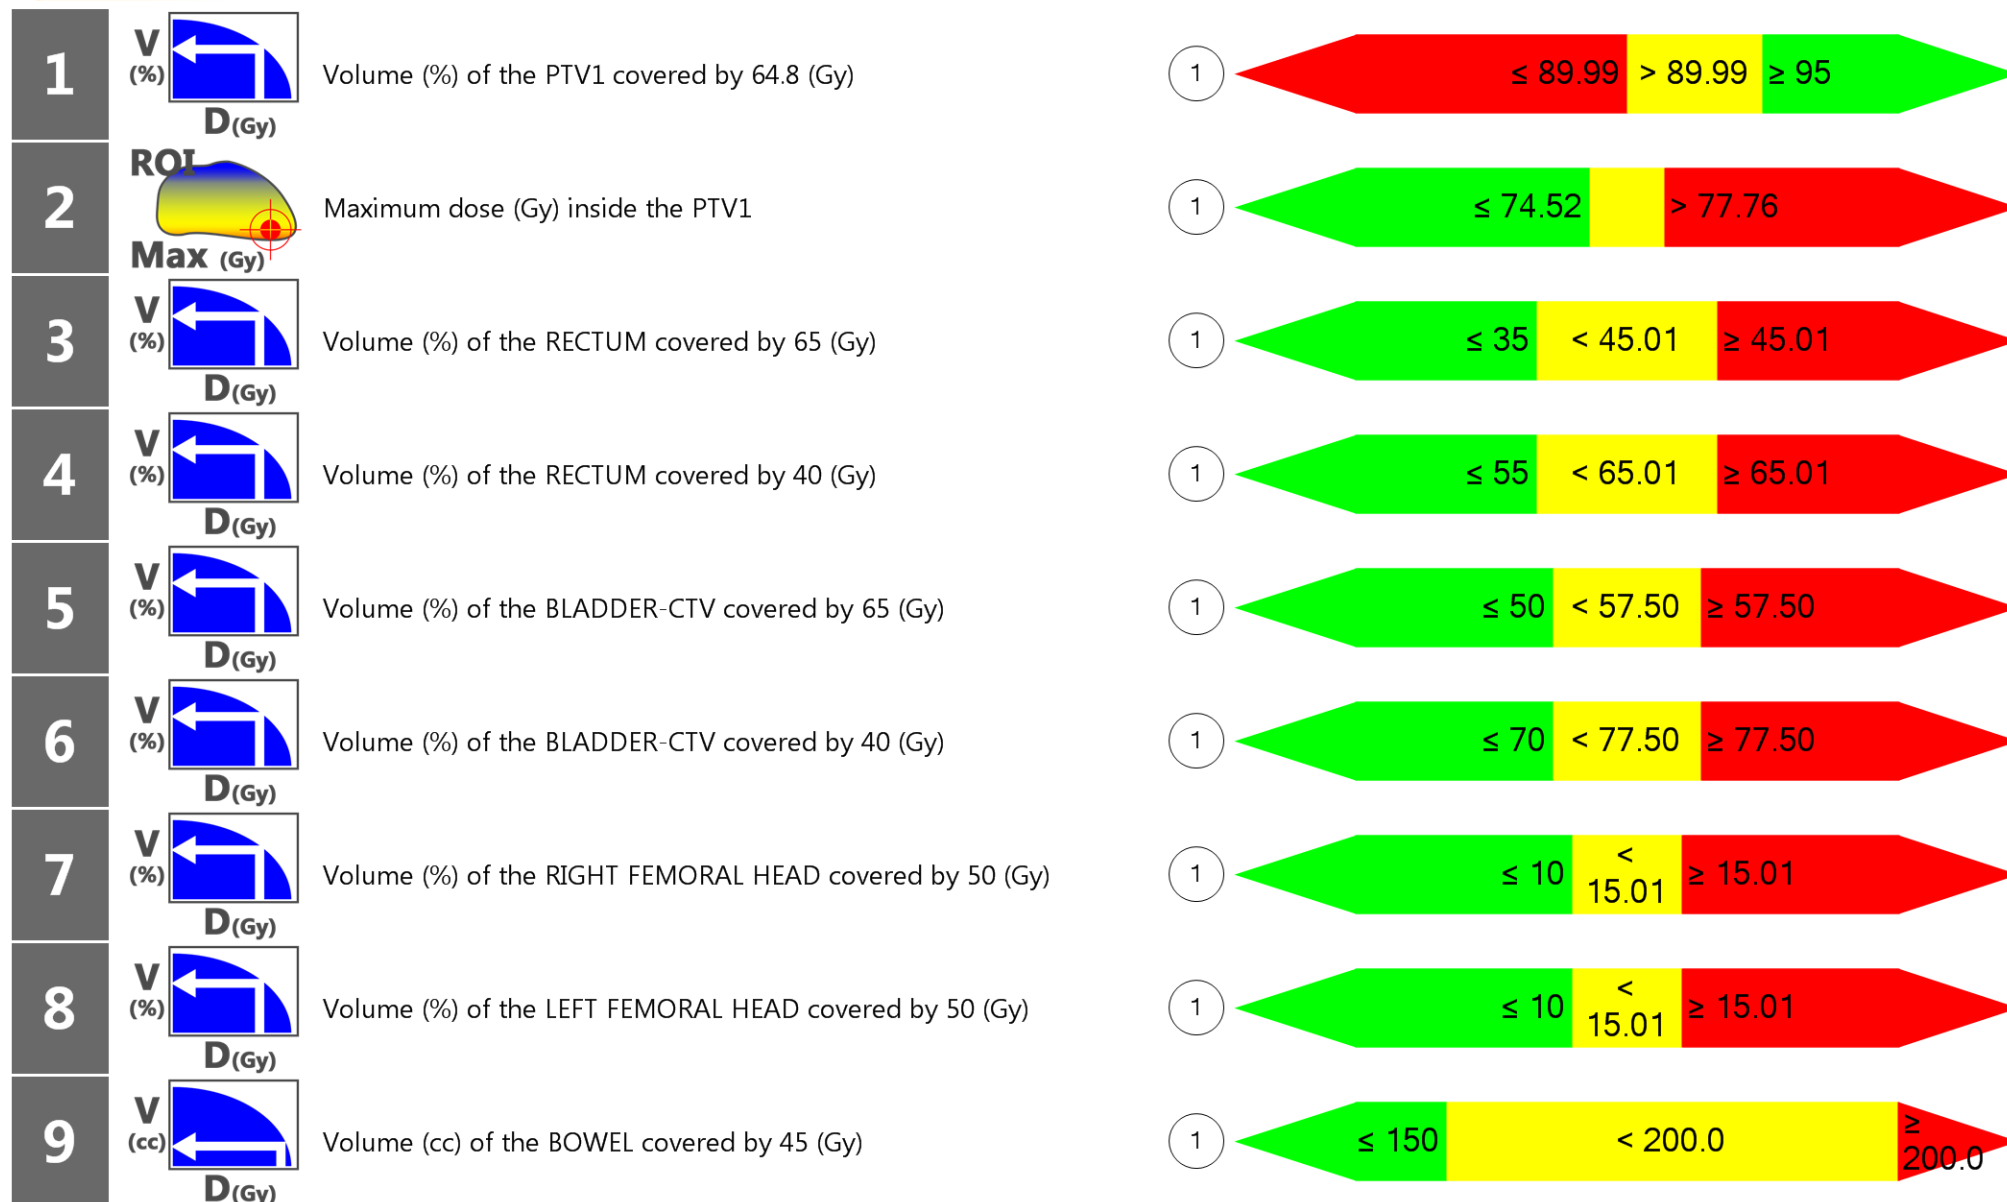 1
V
(%)
D(Gy)
Volume (%) of the PTV1 covered by 64.8 (Gy)
1
≤ 89.99
> 89.99
≥ 95
2
ROI
Max (Gy)
Maximum dose (Gy) inside the PTV1
1
≤ 74.52
> 77.76
3
V
(%)
D(Gy)
Volume (%) of the RECTUM covered by 65 (Gy)
1
≤ 35
< 45.01
≥ 45.01
4
V
(%)
D(Gy)
Volume (%) of the RECTUM covered by 40 (Gy)
1
≤ 55
< 65.01
≥ 65.01
5
V
(%)
D(Gy)
Volume (%) of the BLADDER-CTV covered by 65 (Gy)
1
≤ 50
< 57.50
≥ 57.50
6
V
(%)
D(Gy)
Volume (%) of the BLADDER-CTV covered by 40 (Gy)
1
≤ 70
< 77.50
≥ 77.50
7
V
(%)
D(Gy)
Volume (%) of the RIGHT FEMORAL HEAD covered by 50 (Gy)
1
≤ 10
<
15.01
≥ 15.01
8
V
(%)
D(Gy)
Volume (%) of the LEFT FEMORAL HEAD covered by 50 (Gy)
1
≤ 10
<
15.01
≥ 15.01
9
V
(cc)
D(Gy)
Volume (cc) of the BOWEL covered by 45 (Gy)
1
≤ 150
< 200.0
≥
200.0